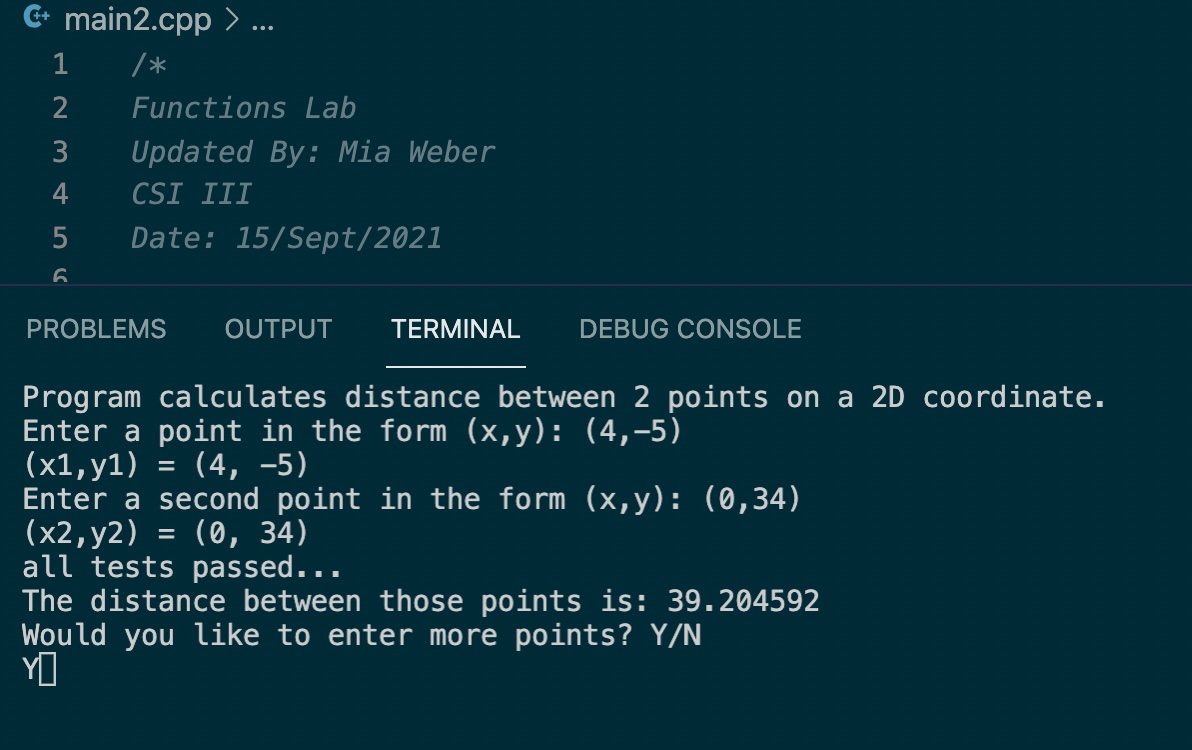 main2.cpp > ...
1 /*
2 Functions Lab
3 Updated By: Mia Weber
4 CSI III
5 Date: 15/Sept/2021
6
PROBLEMS OUTPUT TERMINAL DEBUG CONSOLE
Program calculates distance between 2 points on a 2D coordinate.
Enter a point in the form (x,y): (4,-5)
(x1,y1) = (4, -5)
Enter a second point in the form (x,y): (0,34)
(x2,y2) = (0, 34)
all tests passed...
The distance between those points is: 39.204592
Would you like to enter more points? Y/N
Y